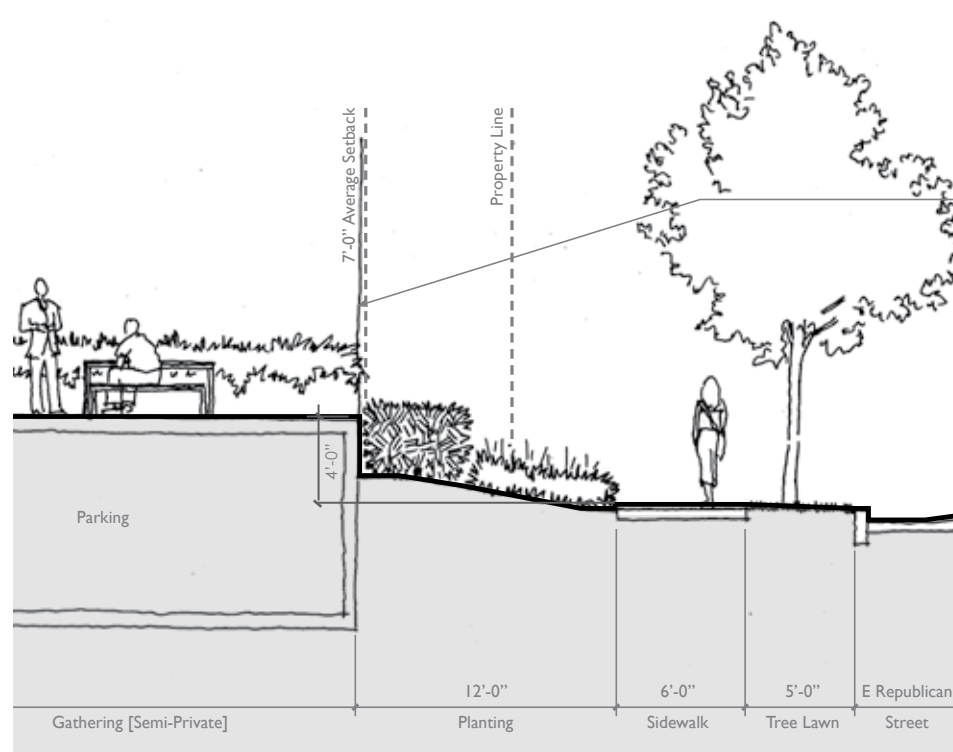 7'-0" Average Setback
Property Line
4'-0"
Parking
12'-0"
6'-0"
5'-0"
E Republican
Gathering [Semi-Private]
Planting
Sidewalk
Tree Lawn
Street